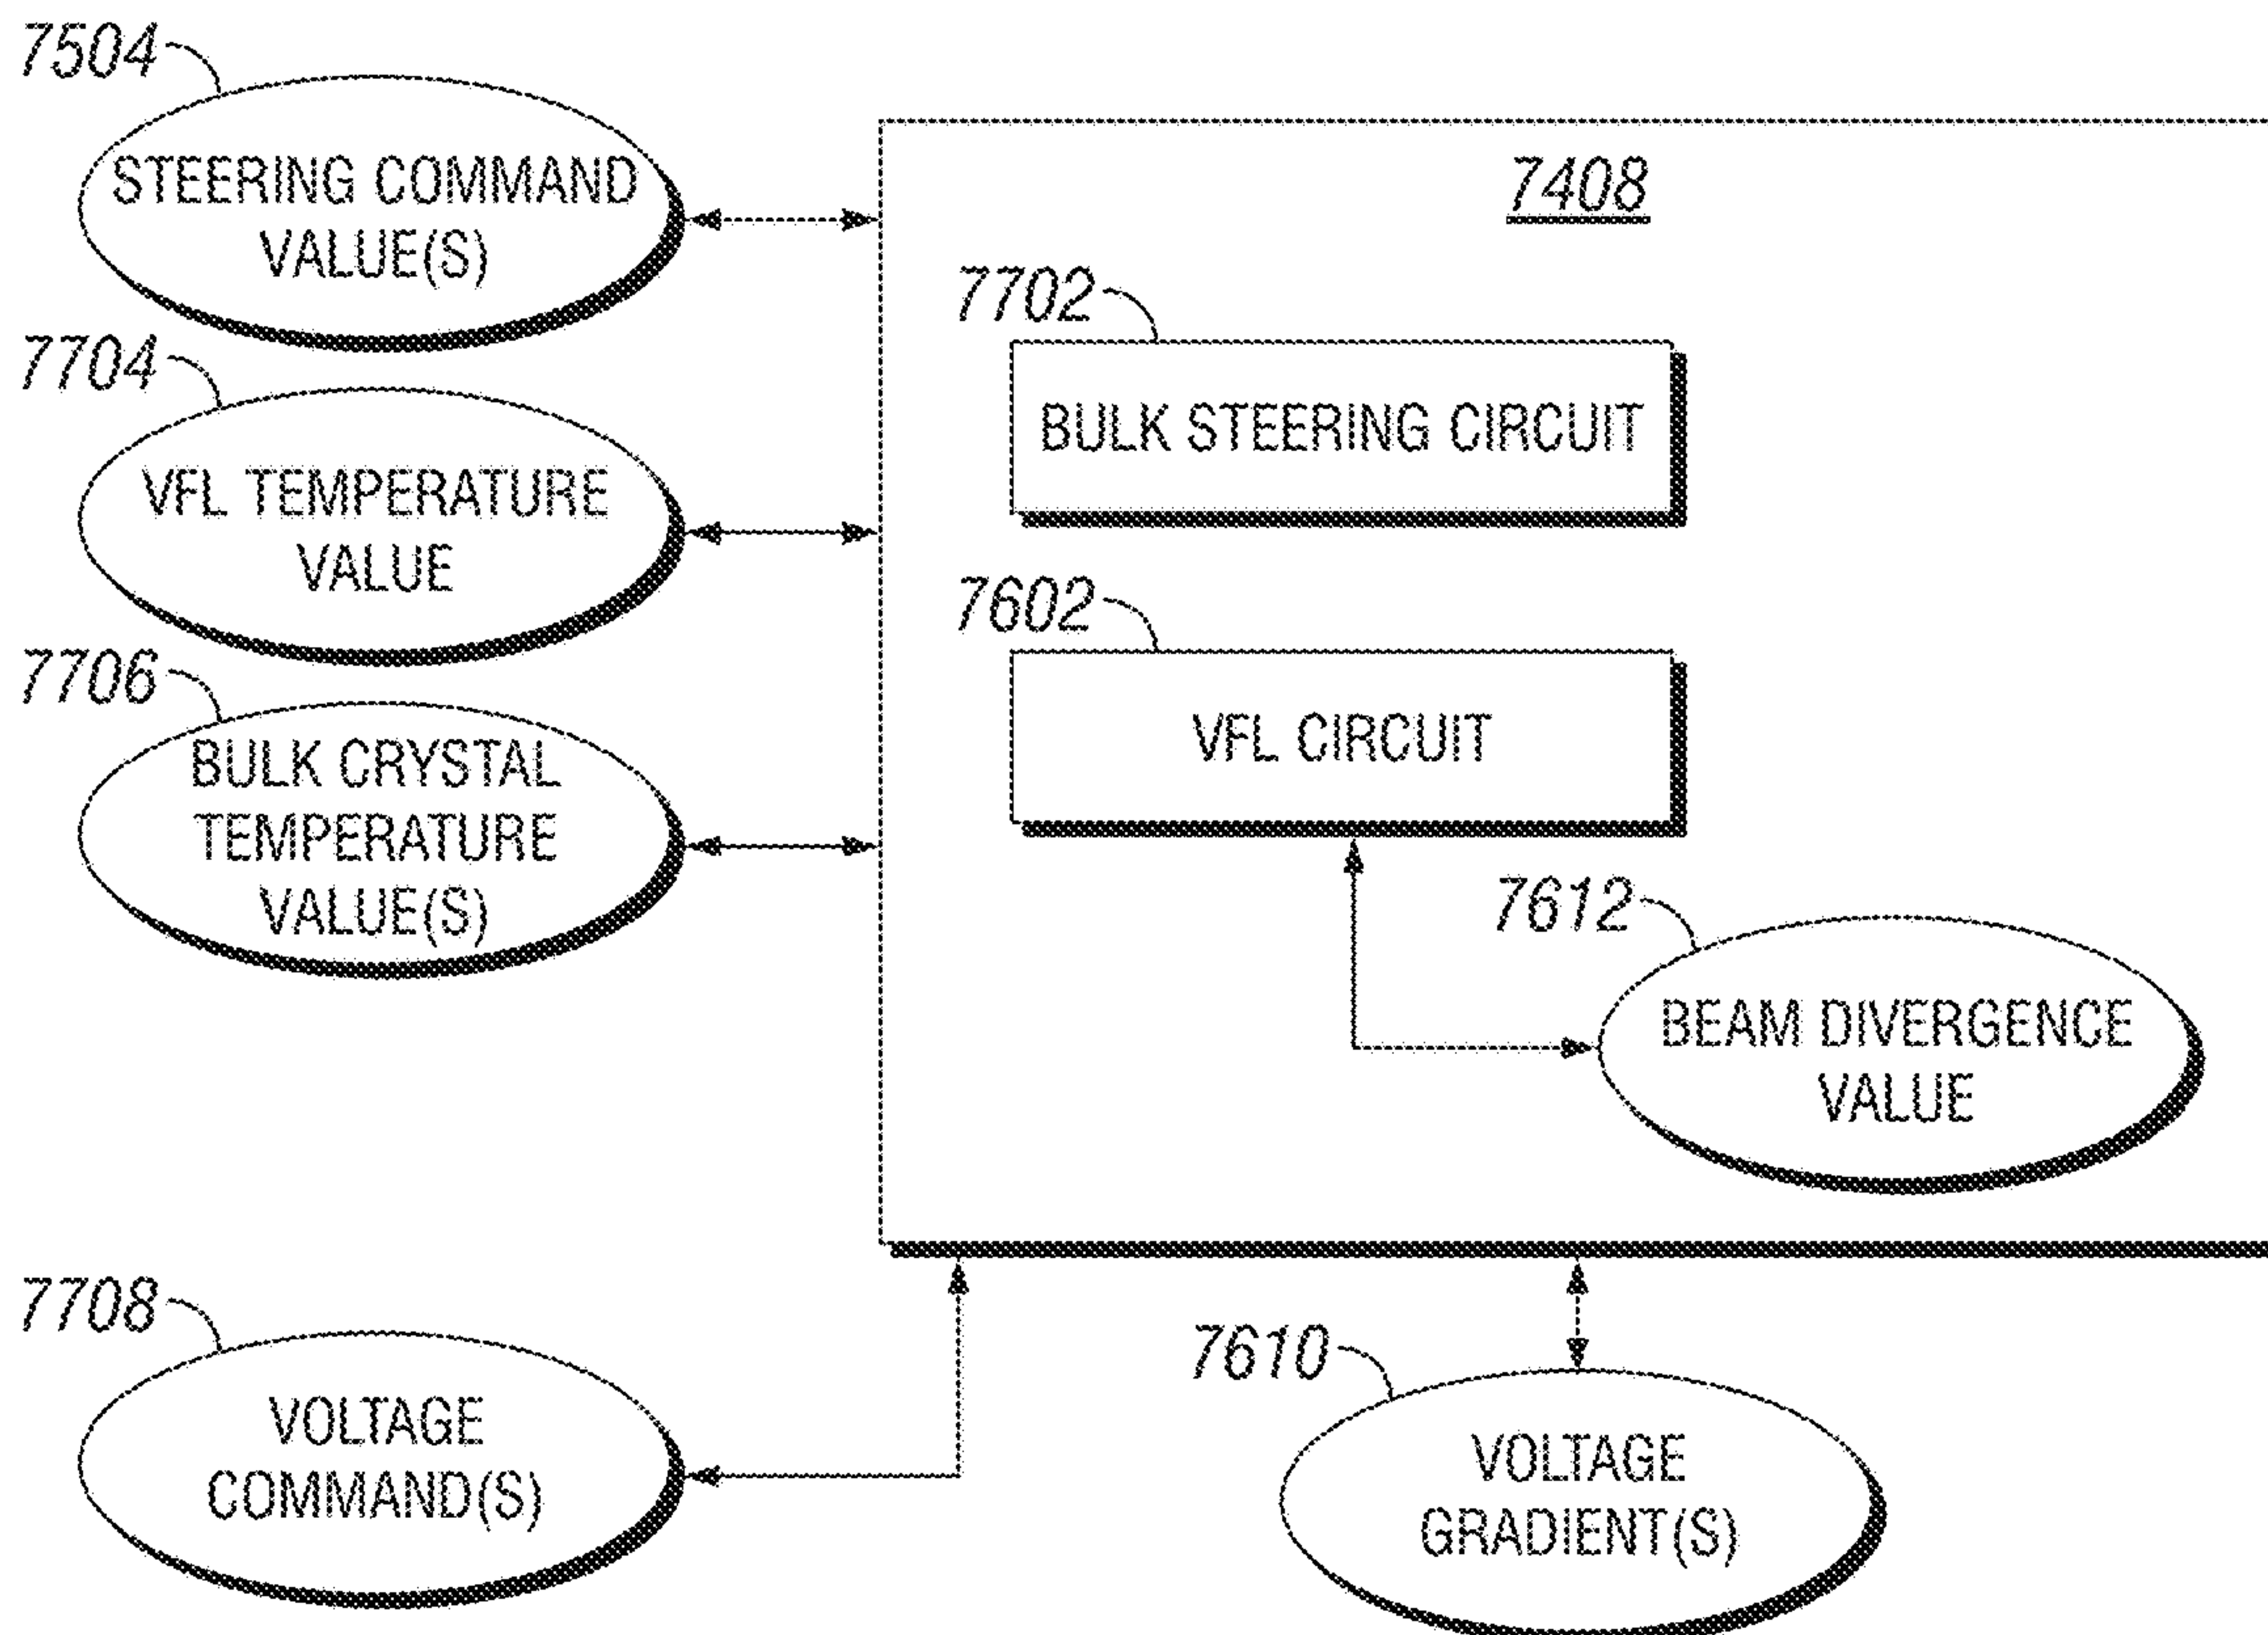 7504
STEERING COMMAND
VALUE(S)
7408
7702
BULK STEERING CIRCUIT
7704
VFL TEMPERATURE
VALUE
7602
VFL CIRCUIT
7706
BULK CRYSTAL
TEMPERATURE
VALUE(S)
7612
BEAM DIVERGENCE
VALUE
7708
VOLTAGE
COMMAND(S)
7610
VOLTAGE
GRADIENT(S)